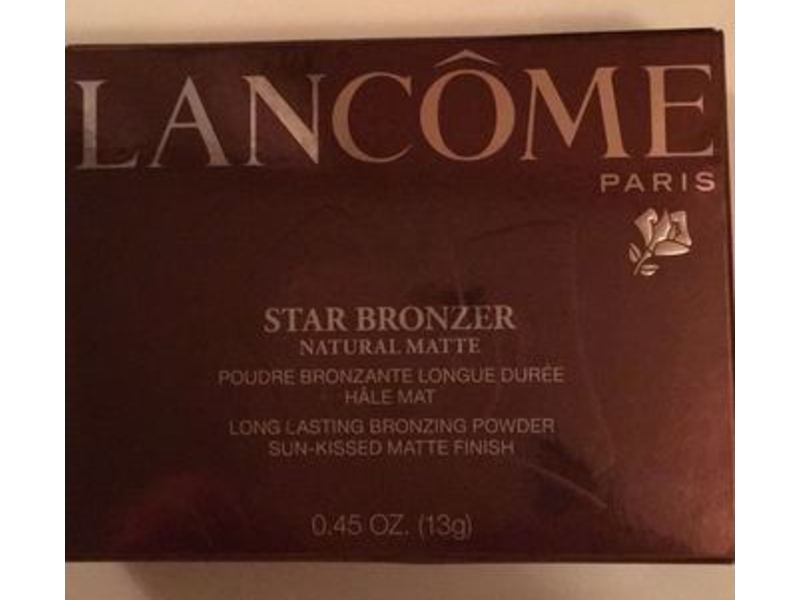 LANCÔME
PARIS
STAR BRONZER
NATURAL MATTE
POUDRE BRONZANTE LONGUE DURÉE
HÂLE MAT
LONG LASTING BRONZING POWDER
SUN-KISSED MATTE FINISH
0.45 OZ. (13g)